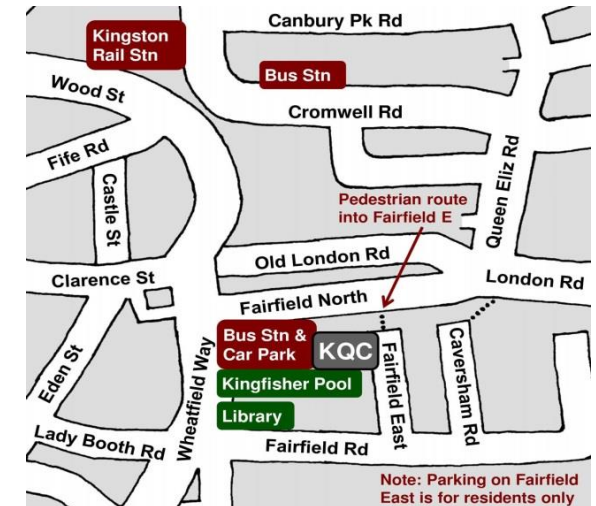 Canbury Pk Rd
Kingston
Rail Stn
Bus Stn
Wood St
Cromwell Rd
Fife Rd
Queen Eliz Rd
Castle St
Pedestrian route
into Fairfield E
Old London Rd
Clarence St
London Rd
Fairfield North
Bus Stn &
Car Park
KQC
Kingfisher Pool
Library
Eden St
Wheatfield Way
Fairfield East
Caversham Rd
Lady Booth Rd
Fairfield Rd
Note: Parking on Fairfield
East is for residents only